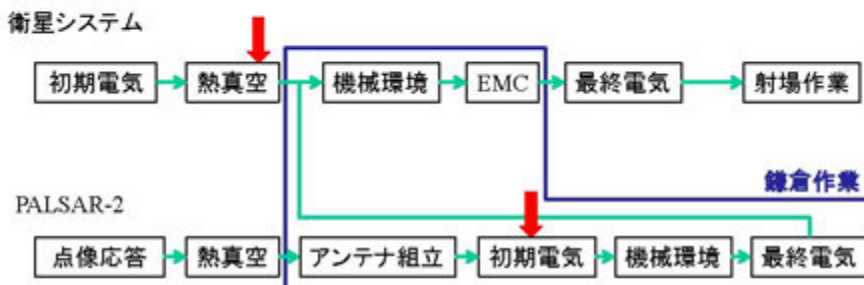 衛星システム
初期電気 熱真空 機械環境 EMC 最終電気 射場作業
鎌倉作業
PALSAR-2
点像応答 熱真空 アンテナ組立 初期電気 機械環境 最終電気